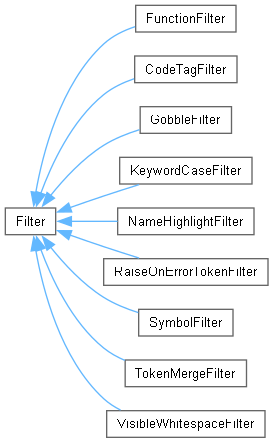 FunctionFilter
CodeTagFilter
GobbleFilter
KeywordCaseFilter
Filter
NameHighlightFilter
RaiseOnErrorTokenFilter
SymbolFilter
TokenMergeFilter
VisibleWhitespaceFilter